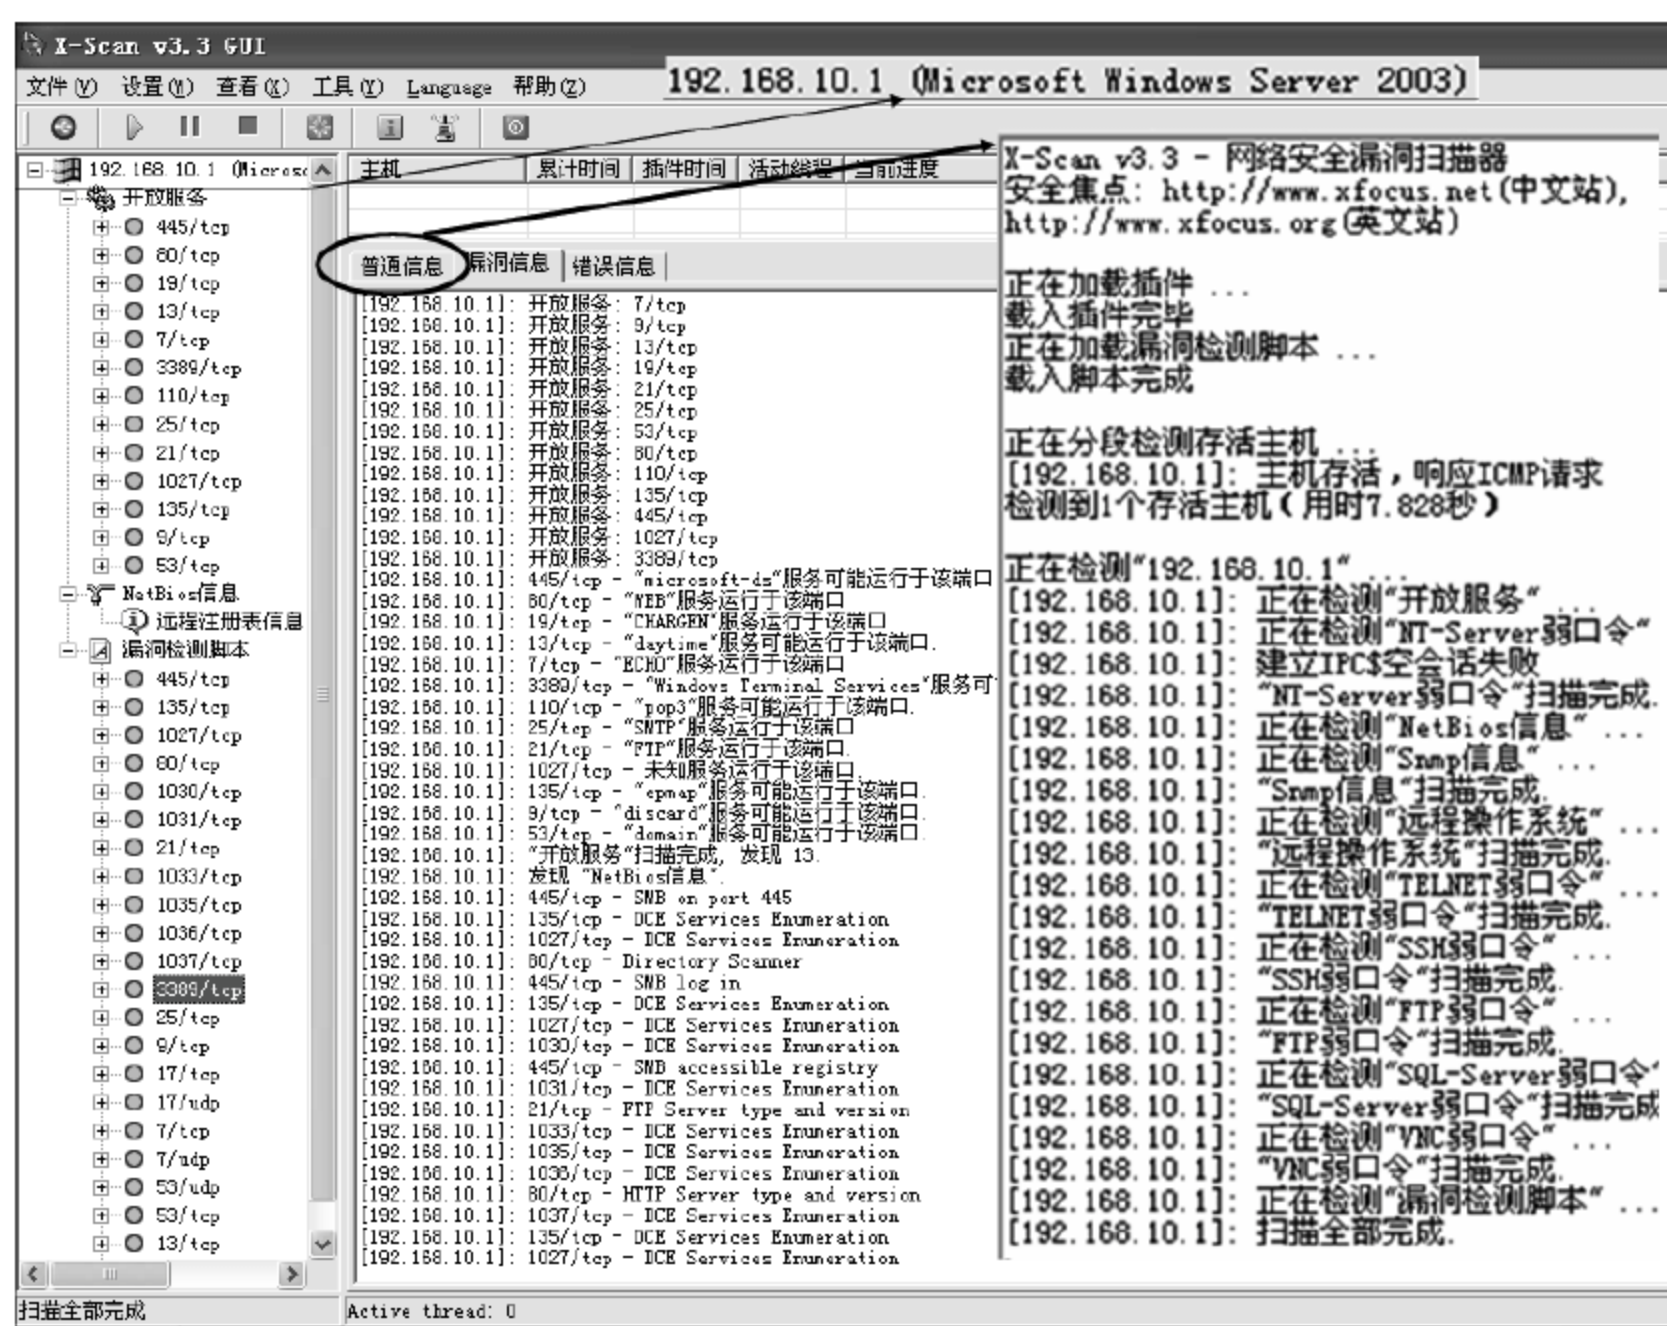 X-Scan v3.3 GUI
文件(V) 设置(W) 查看(X) 工具(Y) Language 帮助(Z)
192.168.10.1 (Microsoft Windows Server 2003)
192.168.10.1 (Microso
开放服务
445/tcp
80/tcp
19/tcp
13/tcp
7/tcp
3389/tcp
110/tcp
25/tcp
21/tcp
1027/tcp
135/tcp
9/tcp
53/tcp
NetBios信息
远程注册表信息
漏洞检测脚本
445/tcp
135/tcp
1027/tcp
80/tcp
1030/tcp
1031/tcp
21/tcp
1033/tcp
1035/tcp
1036/tcp
1037/tcp
3389/tcp
25/tcp
9/tcp
17/tcp
17/udp
7/tcp
7/udp
53/udp
53/tcp
13/tcp
主机 累计时间 插件时间 活动线程 当前进度
普通信息 漏洞信息 错误信息
[192.168.10.1]: 开放服务: 7/tcp
[192.168.10.1]: 开放服务: 9/tcp
[192.168.10.1]: 开放服务: 13/tcp
[192.168.10.1]: 开放服务: 19/tcp
[192.168.10.1]: 开放服务: 21/tcp
[192.168.10.1]: 开放服务: 25/tcp
[192.168.10.1]: 开放服务: 53/tcp
[192.168.10.1]: 开放服务: 80/tcp
[192.168.10.1]: 开放服务: 110/tcp
[192.168.10.1]: 开放服务: 135/tcp
[192.168.10.1]: 开放服务: 445/tcp
[192.168.10.1]: 开放服务: 1027/tcp
[192.168.10.1]: 开放服务: 3389/tcp
[192.168.10.1]: 445/tcp - "microsoft-ds"服务可能运行于该端口
[192.168.10.1]: 80/tcp - "WEB"服务运行于该端口
[192.168.10.1]: 19/tcp - "CHARGEN"服务运行于该端口
[192.168.10.1]: 13/tcp - "daytime"服务可能运行于该端口.
[192.168.10.1]: 7/tcp - "ECHO"服务运行于该端口
[192.168.10.1]: 3389/tcp - "Windows Terminal Services"服务可
[192.168.10.1]: 110/tcp - "pop3"服务可能运行于该端口.
[192.168.10.1]: 25/tcp - "SMTP"服务运行于该端口
[192.168.10.1]: 21/tcp - "FTP"服务运行于该端口.
[192.168.10.1]: 1027/tcp - 未知服务运行于该端口.
[192.168.10.1]: 135/tcp - "epmap"服务可能运行于该端口.
[192.168.10.1]: 9/tcp - "discard"服务可能运行于该端口.
[192.168.10.1]: 53/tcp - "domain"服务可能运行于该端口.
[192.168.10.1]: "开放服务"扫描完成, 发现 13.
[192.168.10.1]: 发现 "NetBios信息".
[192.168.10.1]: 445/tcp - SMB on port 445
[192.168.10.1]: 135/tcp - DCE Services Enumeration
[192.168.10.1]: 1027/tcp - DCE Services Enumeration
[192.168.10.1]: 80/tcp - Directory Scanner
[192.168.10.1]: 445/tcp - SMB log in
[192.168.10.1]: 135/tcp - DCE Services Enumeration
[192.168.10.1]: 1027/tcp - DCE Services Enumeration
[192.168.10.1]: 1030/tcp - DCE Services Enumeration
[192.168.10.1]: 445/tcp - SMB accessible registry
[192.168.10.1]: 1031/tcp - DCE Services Enumeration
[192.168.10.1]: 21/tcp - FTP Server type and version
[192.168.10.1]: 1033/tcp - DCE Services Enumeration
[192.168.10.1]: 1035/tcp - DCE Services Enumeration
[192.168.10.1]: 1036/tcp - DCE Services Enumeration
[192.168.10.1]: 80/tcp - HTTP Server type and version
[192.168.10.1]: 1037/tcp - DCE Services Enumeration
[192.168.10.1]: 135/tcp - DCE Services Enumeration
[192.168.10.1]: 1027/tcp - DCE Services Enumeration
X-Scan v3.3 - 网络安全漏洞扫描器
安全焦点: http://www.xfocus.net(中文站),
http://www.xfocus.org(英文站)
正在加载插件 ...
载入插件完毕
正在加载漏洞检测脚本 ...
载入脚本完成
正在分段检测存活主机 ...
[192.168.10.1]: 主机存活，响应ICMP请求
检测到1个存活主机(用时7.828秒)
正在检测"192.168.10.1" ...
[192.168.10.1]: 正在检测"开放服务" ...
[192.168.10.1]: 正在检测"NT-Server弱口令"
[192.168.10.1]: 建立IPC$空会话失败
[192.168.10.1]: "NT-Server弱口令"扫描完成.
[192.168.10.1]: 正在检测"NetBios信息" ...
[192.168.10.1]: 正在检测"Snmp信息" ...
[192.168.10.1]: "Snmp信息"扫描完成.
[192.168.10.1]: 正在检测"远程操作系统" ...
[192.168.10.1]: "远程操作系统"扫描完成.
[192.168.10.1]: 正在检测"TELNET弱口令" ...
[192.168.10.1]: "TELNET弱口令"扫描完成.
[192.168.10.1]: 正在检测"SSH弱口令" ...
[192.168.10.1]: "SSH弱口令"扫描完成.
[192.168.10.1]: 正在检测"FTP弱口令" ...
[192.168.10.1]: "FTP弱口令"扫描完成.
[192.168.10.1]: 正在检测"SQL-Server弱口令"
[192.168.10.1]: "SQL-Server弱口令"扫描完成
[192.168.10.1]: 正在检测"VNC弱口令" ...
[192.168.10.1]: "VNC弱口令"扫描完成.
[192.168.10.1]: 正在检测"漏洞检测脚本" ...
[192.168.10.1]: 扫描全部完成.
扫描全部完成
Active thread: 0